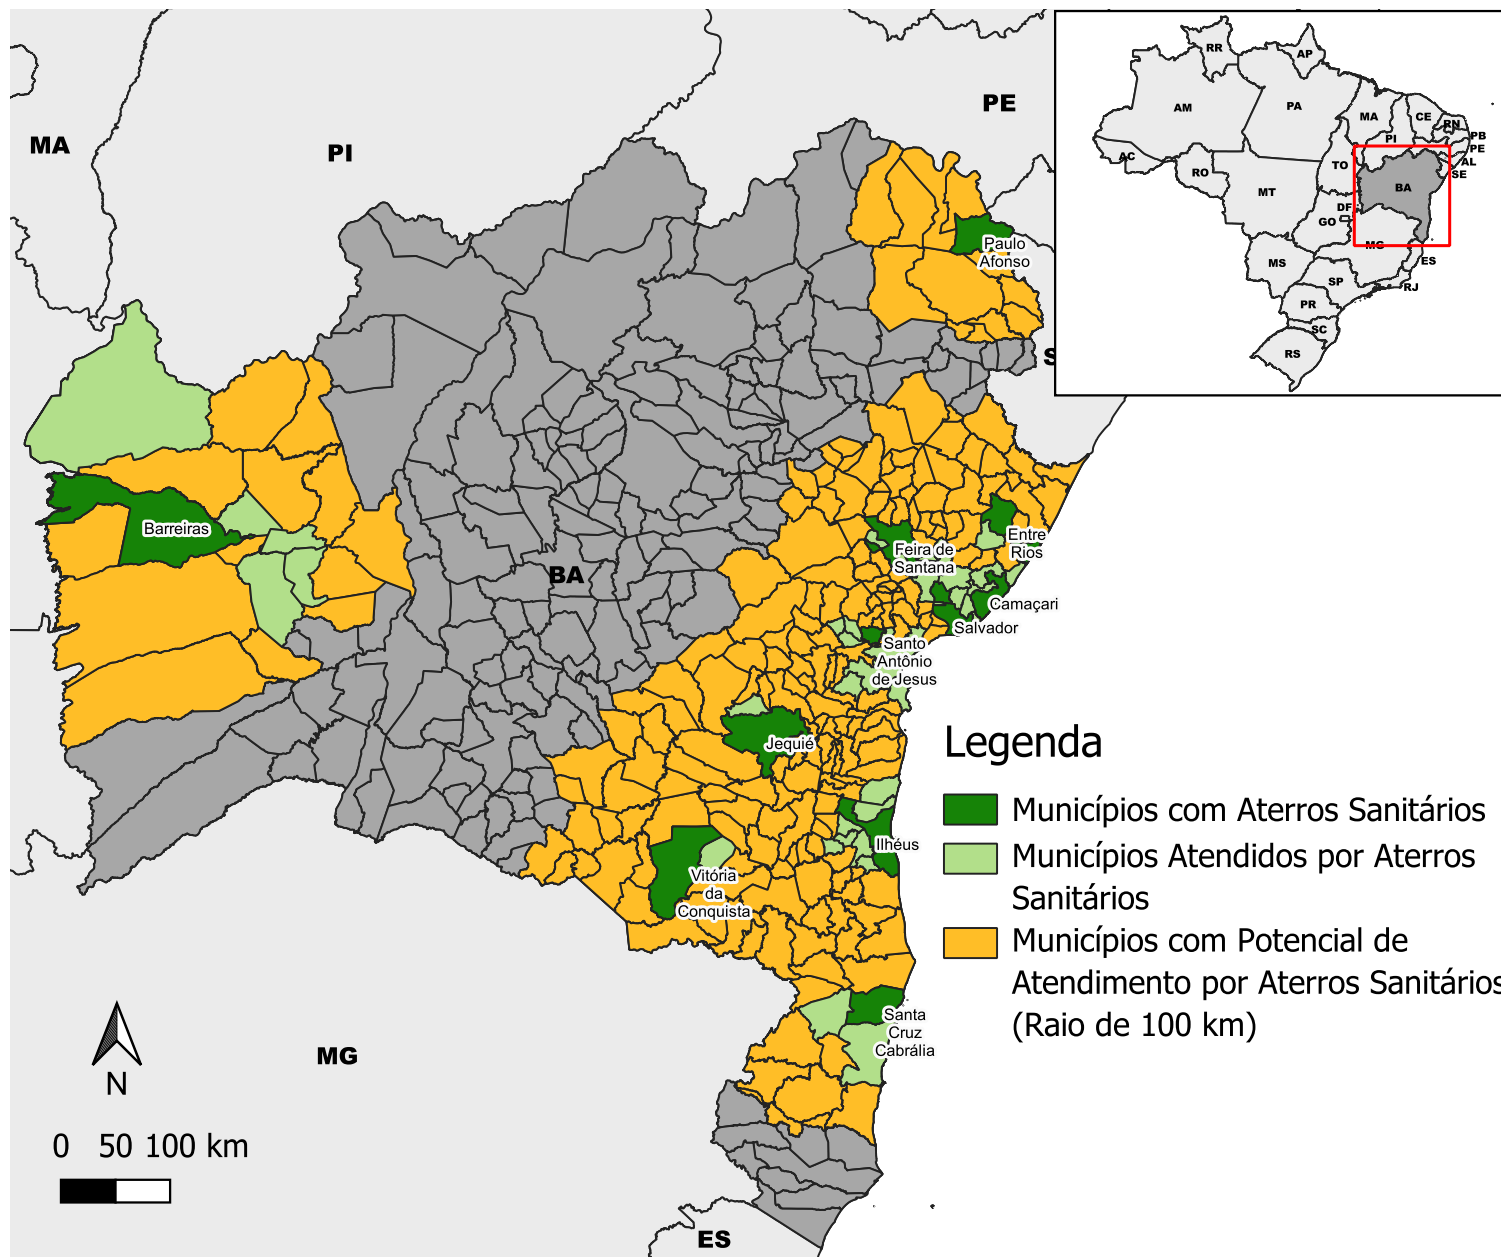 MA
PI
PE
S
BA
MG
ES
Paulo
Afonso
Barreiras
Entre
Rios
Feira de
Santana
Camaçari
Salvador
Santo
Antônio
de Jesus
Jequié
Ilhéus
Vitória
da
Conquista
Santa
Cruz
Cabrália
RR
AP
AM
PA
MA
CE
RN
PB
PI
PE
AC
TO
AL
RO
SE
BA
MT
DF
GO
MG
ES
MS
SP
RJ
PR
SC
RS
Legenda
Municípios com Aterros Sanitários
Municípios Atendidos por Aterros
Sanitários
Municípios com Potencial de
Atendimento por Aterros Sanitários
(Raio de 100 km)
N
0 50 100 km